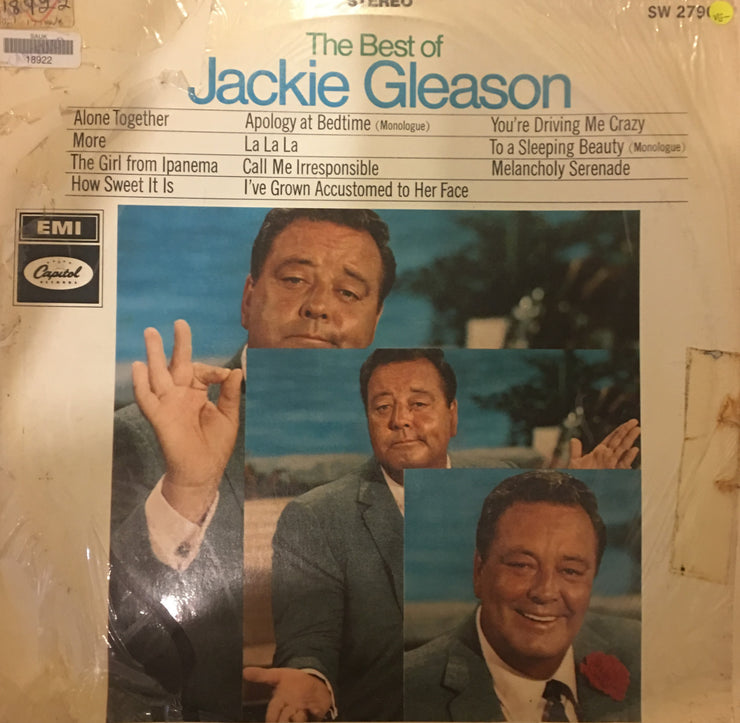 STEREO
SW 279
SAUK
18922
The Best of
Jackie Gleason
Alone Together
Apology at Bedtime (Monologue)
You're Driving Me Crazy
More
La La La
To a Sleeping Beauty (Monologue)
The Girl from Ipanema
Call Me Irresponsible
Melancholy Serenade
How Sweet It Is
I've Grown Accustomed to Her Face
EMI
Capitol